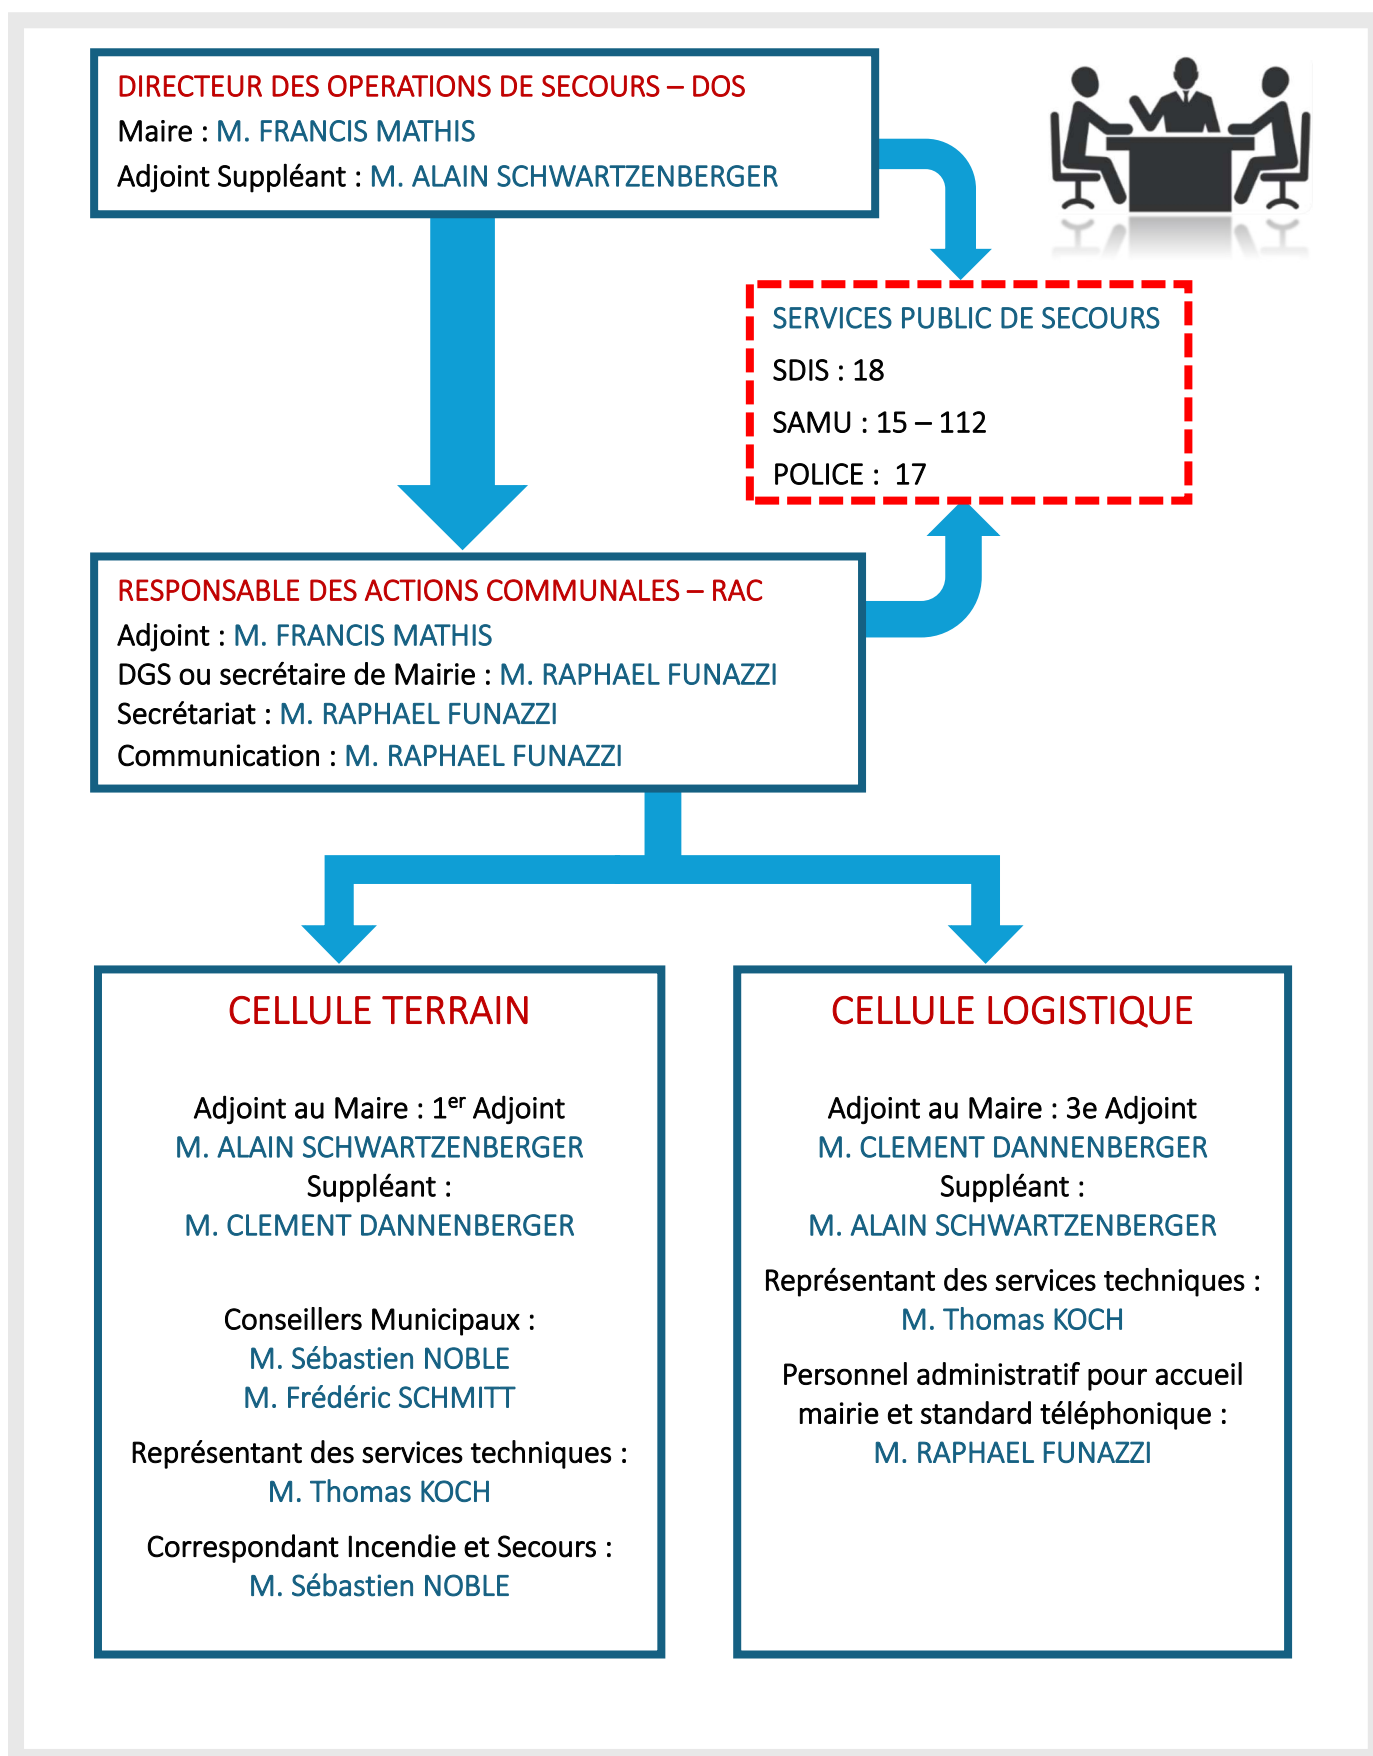 DIRECTEUR DES OPERATIONS DE SECOURS – DOS
Maire : M. FRANCIS MATHIS
Adjoint Suppléant : M. ALAIN SCHWARTZENBERGER
SERVICES PUBLIC DE SECOURS
SDIS : 18
SAMU : 15 – 112
POLICE : 17
RESPONSABLE DES ACTIONS COMMUNALES – RAC
Adjoint : M. FRANCIS MATHIS
DGS ou secrétaire de Mairie : M. RAPHAEL FUNAZZI
Secrétariat : M. RAPHAEL FUNAZZI
Communication : M. RAPHAEL FUNAZZI
CELLULE TERRAIN
Adjoint au Maire : 1er Adjoint
M. ALAIN SCHWARTZENBERGER
Suppléant :
M. CLEMENT DANNENBERGER
Conseillers Municipaux :
M. Sébastien NOBLE
M. Frédéric SCHMITT
Représentant des services techniques :
M. Thomas KOCH
Correspondant Incendie et Secours :
M. Sébastien NOBLE
CELLULE LOGISTIQUE
Adjoint au Maire : 3e Adjoint
M. CLEMENT DANNENBERGER
Suppléant :
M. ALAIN SCHWARTZENBERGER
Représentant des services techniques :
M. Thomas KOCH
Personnel administratif pour accueil
mairie et standard téléphonique :
M. RAPHAEL FUNAZZI